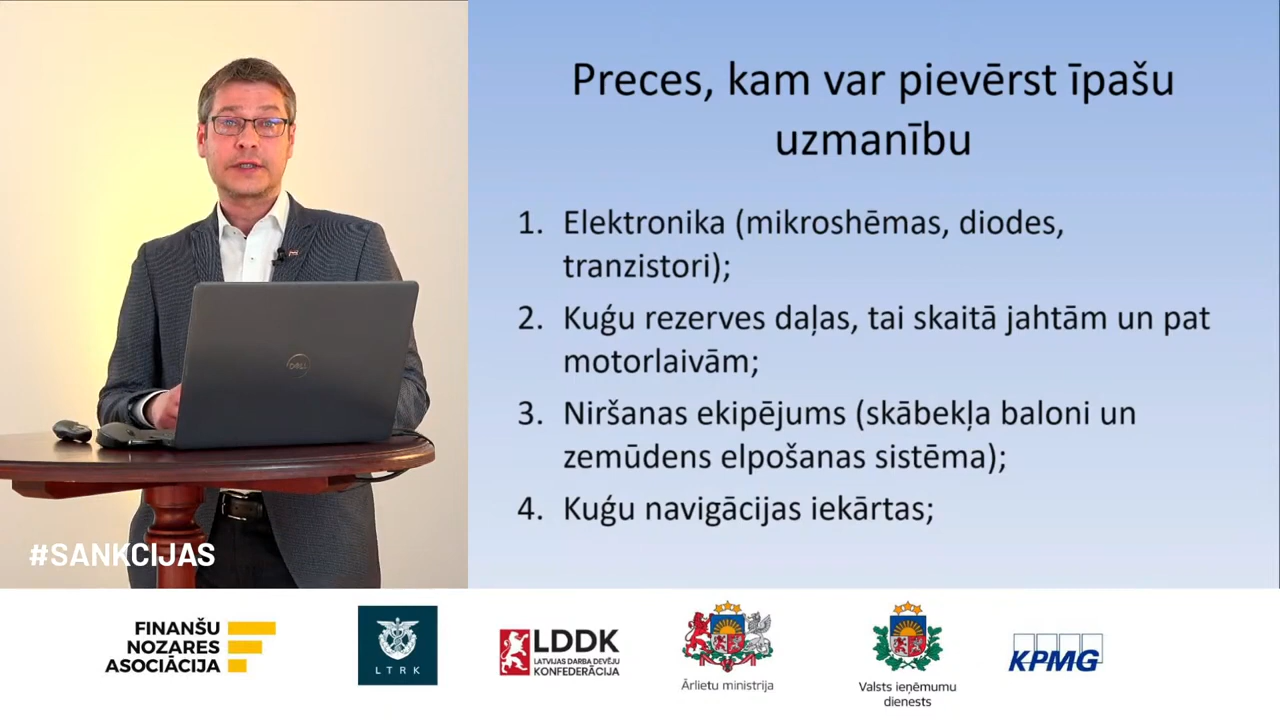 Preces, kam var pievērst īpašu
uzmanību
1. Elektronika (mikroshēmas, diodes,
tranzistori);
2. Kuģu rezerves daļas, tai skaitā jahtām un pat
motorlaivām;
3. Niršanas ekipējums (skābekļa baloni un
zemūdens elpošanas sistēma);
4. Kuģu navigācijas iekārtas;
DELL
#SANKCIJAS
FINANŠU
NOZARES
ASOCIĀCIJA
LTRK
LDDK
LATVIJAS DARBA DEVĒJU
KONFEDERĀCIJA
Ārlietu ministrija
Valsts ieņēmumu
dienests
KPMG